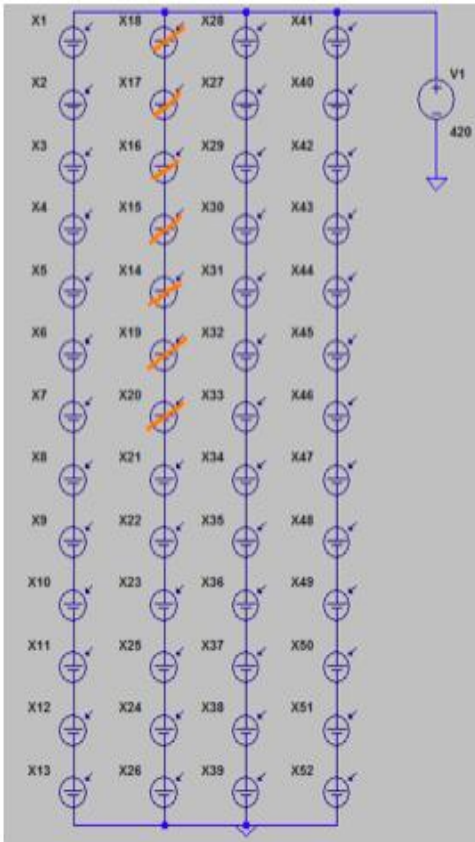 X1 X18 X28 X41
V1
X2 X17 X27 X40
420
X3 X16 X29 X42
X4 X15 X30 X43
X5 X14 X31 X44
X6 X19 X32 X45
X7 X20 X33 X46
X8 X21 X34 X47
X9 X22 X35 X48
X10 X23 X36 X49
X11 X25 X37 X50
X12 X24 X38 X51
X13 X26 X39 X52